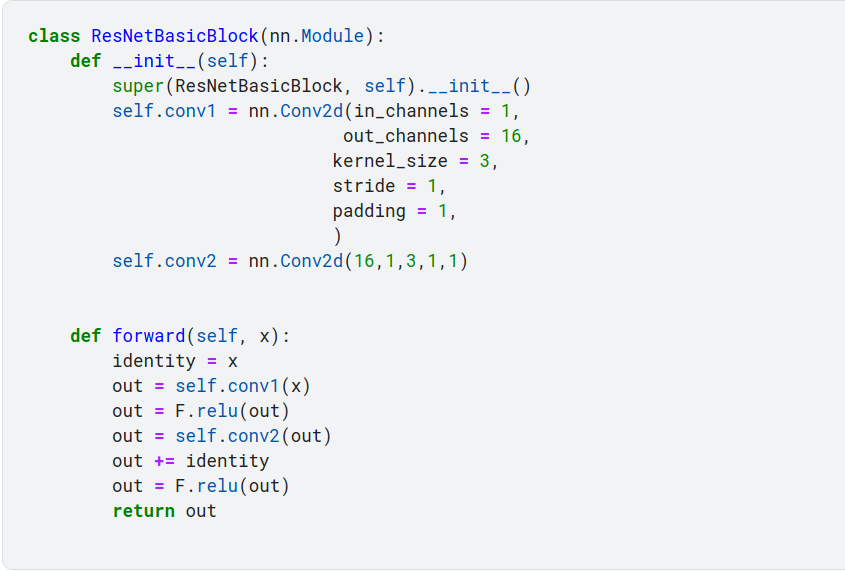 class ResNetBasicBlock(nn.Module):
    def __init__(self):
        super(ResNetBasicBlock, self).__init__()
        self.conv1 = nn.Conv2d(in_channels = 1,
                              out_channels = 16,
                             kernel_size = 3,
                             stride = 1,
                             padding = 1,
                             )
        self.conv2 = nn.Conv2d(16,1,3,1,1)
    def forward(self, x):
        identity = x
        out = self.conv1(x)
        out = F.relu(out)
        out = self.conv2(out)
        out += identity
        out = F.relu(out)
        return out